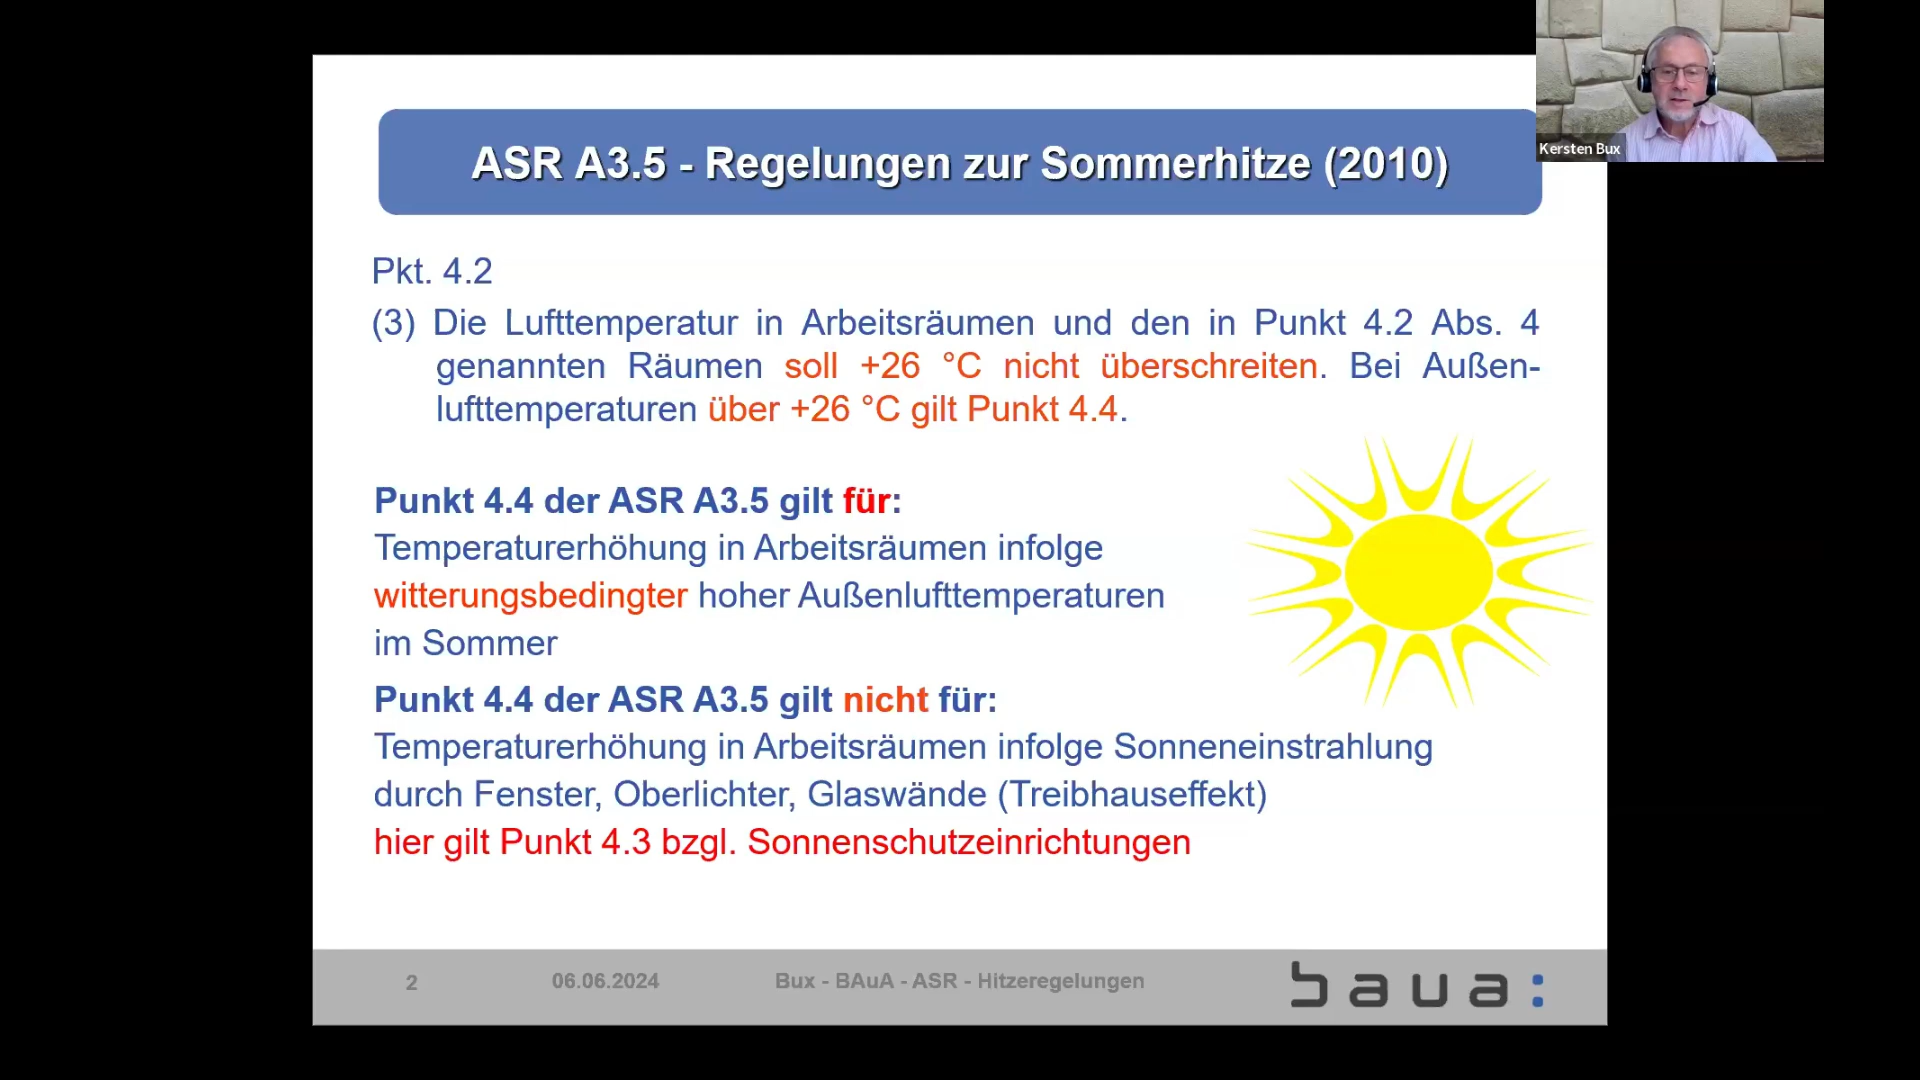 ASR A3.5 - Regelungen zur Sommerhitze (2010)
Kersten Bux
Pkt. 4.2
(3) Die Lufttemperatur in Arbeitsräumen und den in Punkt 4.2 Abs. 4
genannten Räumen soll +26 °C nicht überschreiten. Bei Außen-
lufttemperaturen über +26 °C gilt Punkt 4.4.
Punkt 4.4 der ASR A3.5 gilt für:
Temperaturerhöhung in Arbeitsräumen infolge
witterungsbedingter hoher Außenlufttemperaturen
im Sommer
Punkt 4.4 der ASR A3.5 gilt nicht für:
Temperaturerhöhung in Arbeitsräumen infolge Sonneneinstrahlung
durch Fenster, Oberlichter, Glaswände (Treibhauseffekt)
hier gilt Punkt 4.3 bzgl. Sonnenschutzeinrichtungen
2 06.06.2024 Bux - BAuA - ASR - Hitzeregelungen baua: